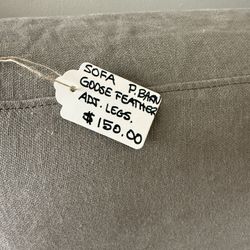 SOFA P.BARN
GOOSE FEATHER
ADJ. LEGS.
$150.00